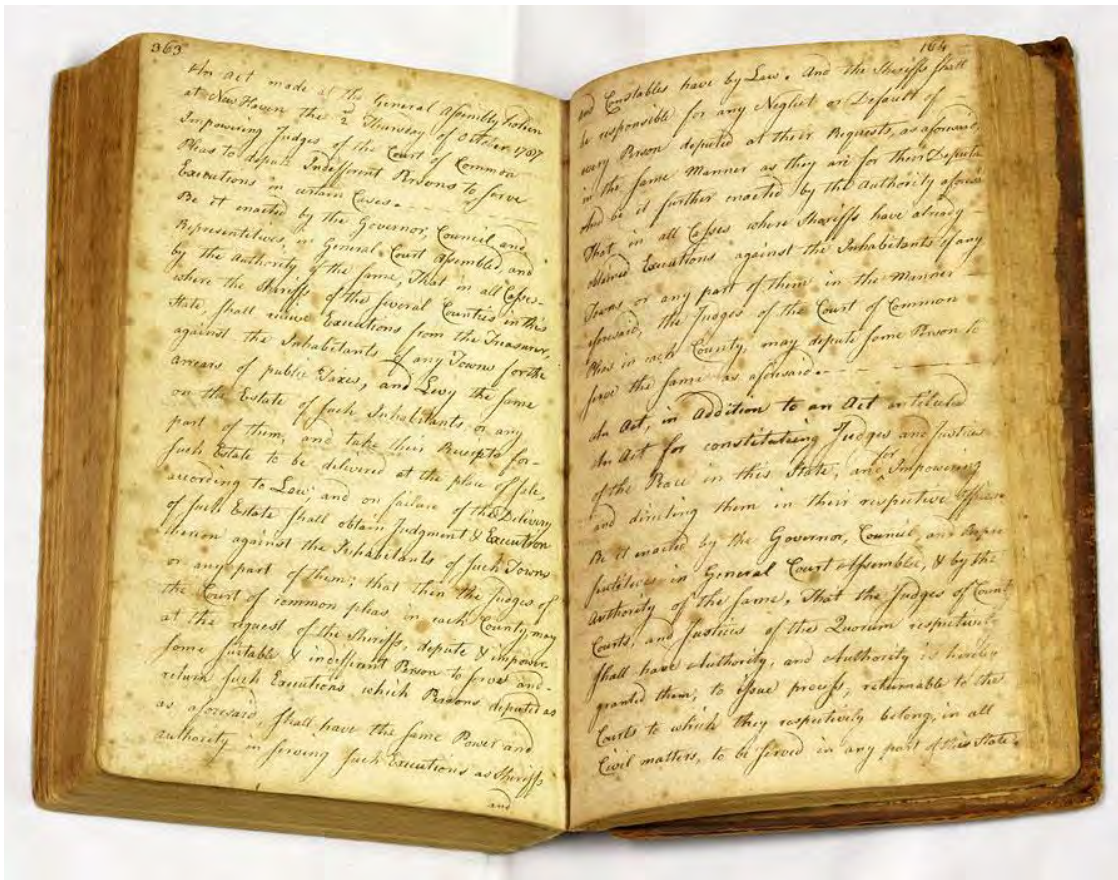 363
An Act made at the General Assembly holden
at New Haven the 2d Thursday of October 1787
Impowering Judges of the Court of Common
Pleas to depute Indifferent Persons to serve
Executions in certain Cases.
Be it enacted by the Governor, Council and
Representitives, in General Court Assembled, and
by the Authority of the same, That in all Cases
where the Sheriffs of the several Counties in this
State, shall recieve Executions from the Treasurer,
against the Inhabitants of any Towns for the
arrears of public Taxes, and Levy the same
on the Estate of such Inhabitants or any
part of them, and take their Receipts for
such Estate to be delivered at the place of sale,
according to Law; and on failure of the Delivery
of such Estate shall obtain Judgment & Execution
thereon against the Inhabitants of such Towns
or any part of them; that then the Judges of
the Court of common pleas, in each County may
at the request of the Sheriffs, depute & impower
some suitable & indifferant Person to serve and
return such Executions, which Persons deputed as
as aforesaid, shall have the same Power and
authority in serving such Executions as Sheriffs
and
164
and Constables have by Law. And the Sheriffs shall
be responsible for any Neglect or Default of
every Person deputed at their Requests, as aforesaid,
in the same Manner as they are for their Deputies
And be it further enacted by the Authority aforesaid
That in all Cases where Sheriffs have already
obtained Executions against the Inhabitants of any
Towns or any part of them in the Manner
aforesaid, the Judges of the Court of Common
Pleas in each County, may depute some Person to
serve the same as aforesaid.
An Act, in Addition to an Act intitled
An Act for constituting Judges and Justices
of the Peace in this State, and for Impowering
and directing them in their respective Offices
Be it enacted by the Governor, Council, and Repre
sentitives in General Court Assembled, & by the
Authority of the same. That the Judges of County
Courts, and Justices of the Quorum respectively
shall have Authority, and Authority is hereby
granted them, to issue process, returnable to the
Courts to which they respectively belong, in all
Civil matters, to be served in any part of this State.